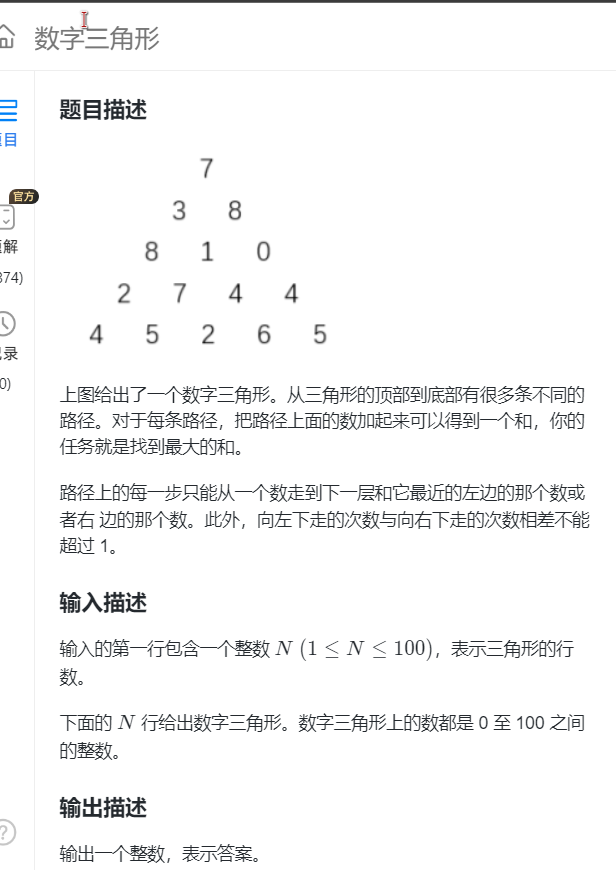 数字三角形
题目描述
目
官方
解
374)
录
0)
7
3 8
8 1 0
2 7 4 4
4 5 2 6 5
上图给出了一个数字三角形。从三角形的顶部到底部有很多条不同的
路径。对于每条路径，把路径上面的数加起来可以得到一个和，你的
任务就是找到最大的和。
路径上的每一步只能从一个数走到下一层和它最近的左边的那个数或
者右 边的那个数。此外，向左下走的次数与向右下走的次数相差不能
超过 1。
输入描述
输入的第一行包含一个整数 N (1 ≤ N ≤ 100)，表示三角形的行
数。
下面的 N 行给出数字三角形。数字三角形上的数都是 0 至 100 之间
的整数。
输出描述
输出一个整数，表示答案。
?